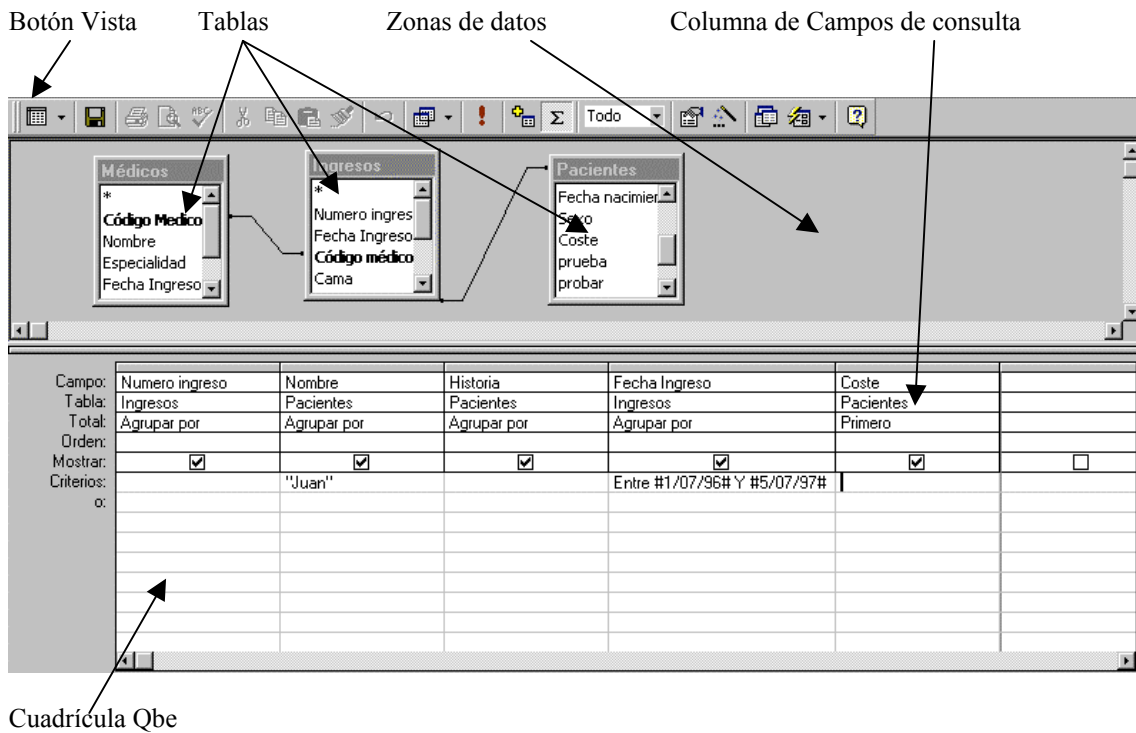 Botón Vista Tablas Zonas de datos Columna de Campos de consulta
ABC
Σ Todo
Médicos
*
Código Medico
Nombre
Especialidad
Fecha Ingreso
Ingresos
*
Numero ingres
Fecha Ingreso
Código médico
Cama
Pacientes
Fecha nacimier
Sexo
Coste
prueba
probar
Campo: Numero ingreso Nombre Historia Fecha Ingreso Coste
Tabla: Ingresos Pacientes Pacientes Ingresos Pacientes
Total: Agrupar por Agrupar por Agrupar por Agrupar por Primero
Orden:
Mostrar:
Criterios: "Juan" Entre #1/07/96# Y #5/07/97#
o:
Cuadrícula Qbe